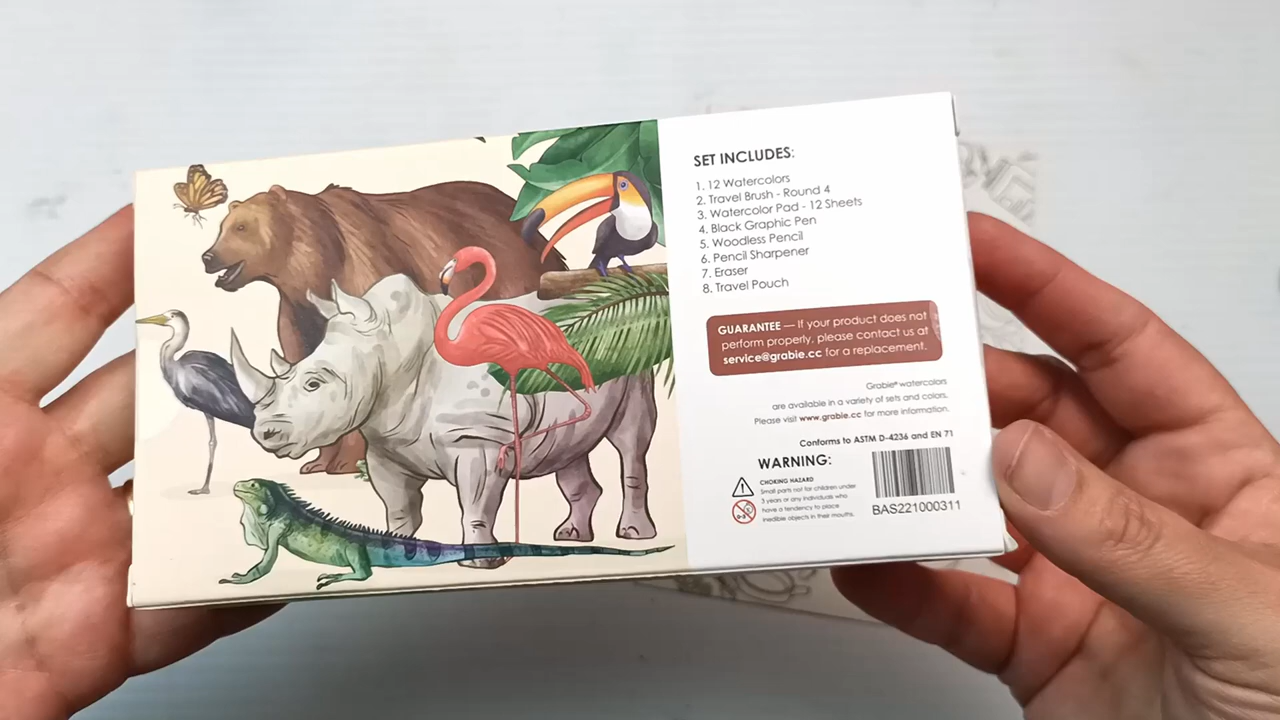 SET INCLUDES:
1. 12 Watercolors
2. Travel Brush - Round 4
3. Watercolor Pad - 12 Sheets
4. Black Graphic Pen
5. Woodless Pencil
6. Pencil Sharpener
7. Eraser
8. Travel Pouch
GUARANTEE — If your product does not
perform properly, please contact us at
service@grabie.cc for a replacement.
Grabie® watercolors
are available in a variety of sets and colors.
Please visit www.grabie.cc for more information.
Conforms to ASTM D-4236 and EN 71
WARNING:
CHOKING HAZARD
Small parts not for children under
3 years or any individuals who
have a tendency to place
inedible objects in their mouths.
BAS221000311